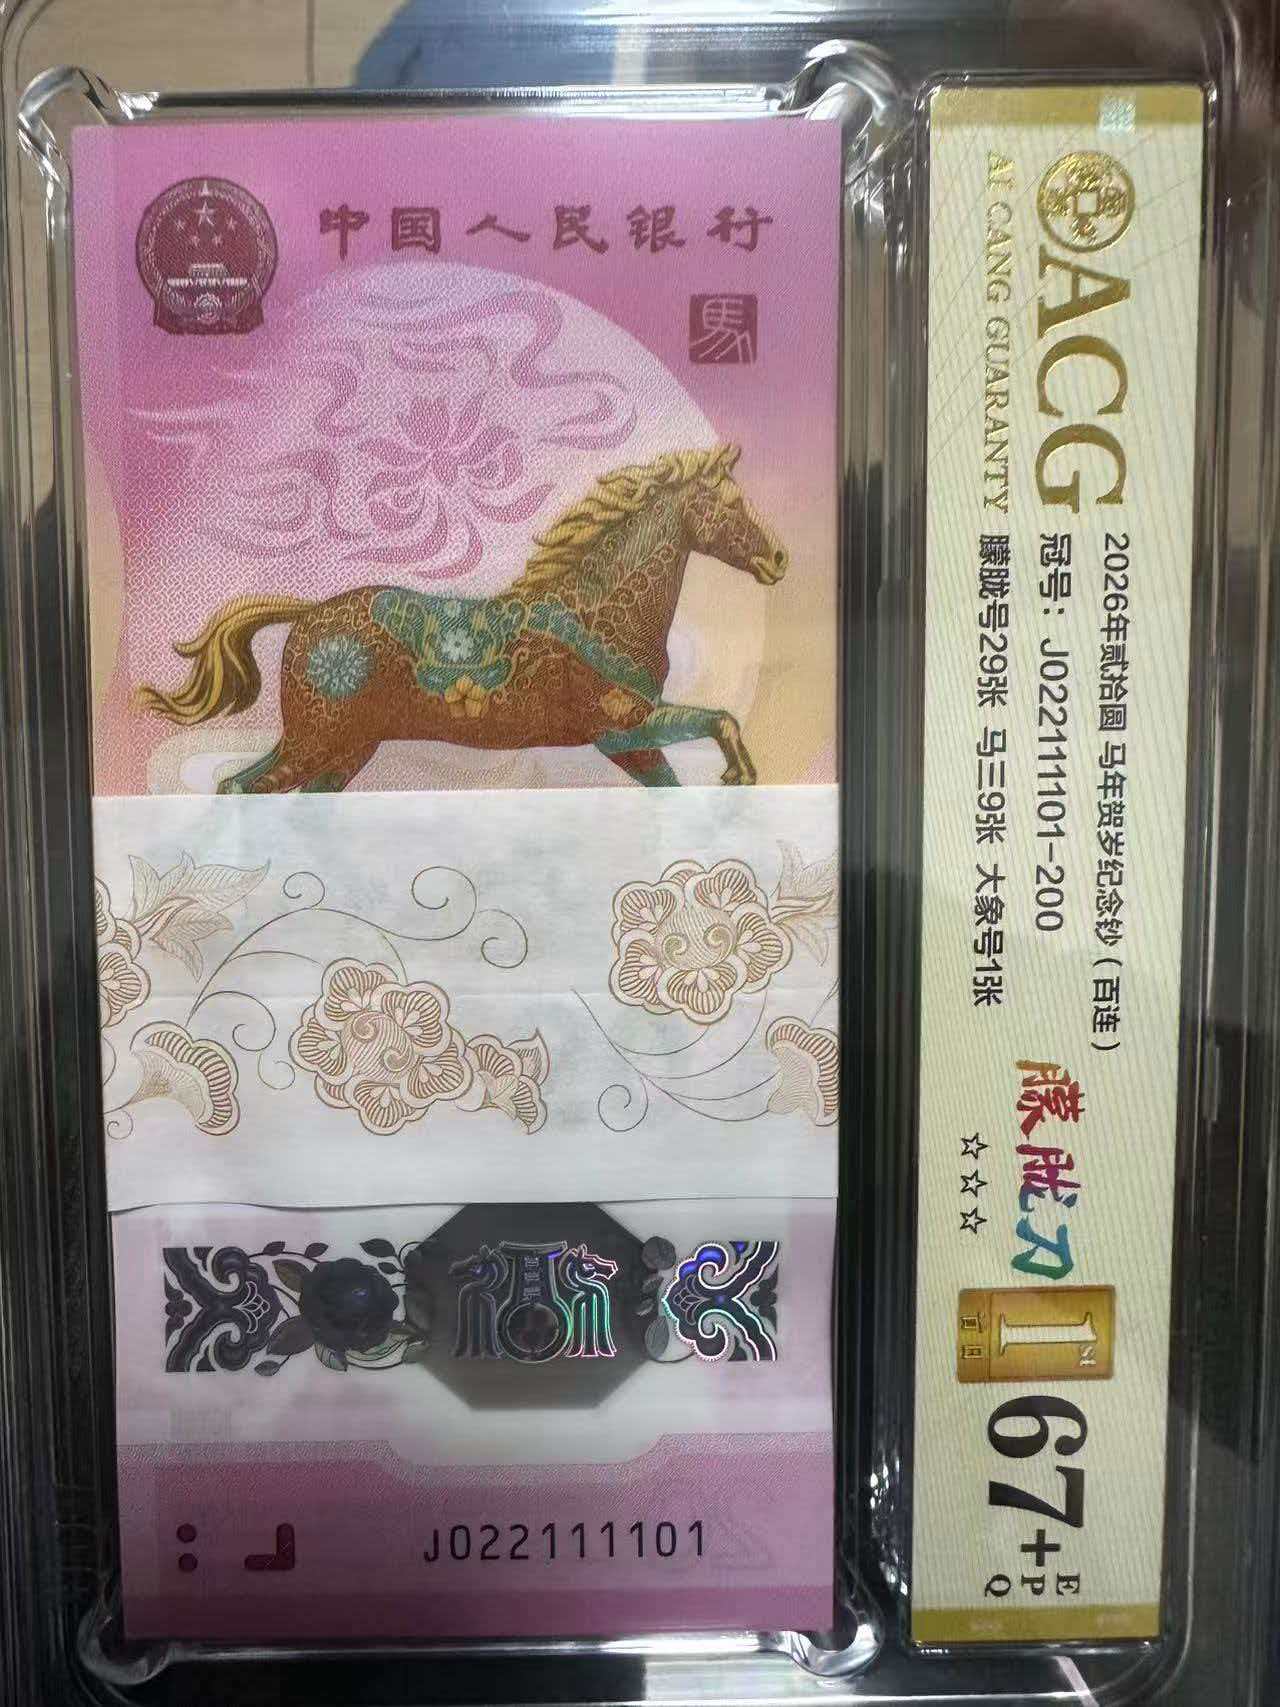 中国人民银行
馬
J022111101
ACG
AI CANG GUARANTY
2026年贰拾圆 马年贺岁纪念钞（百连）
冠号：J022111101-200
朦胧号29张 马三9张 大象号1张
朦胧刀
☆☆☆
1st
首日
67+
E
P
Q